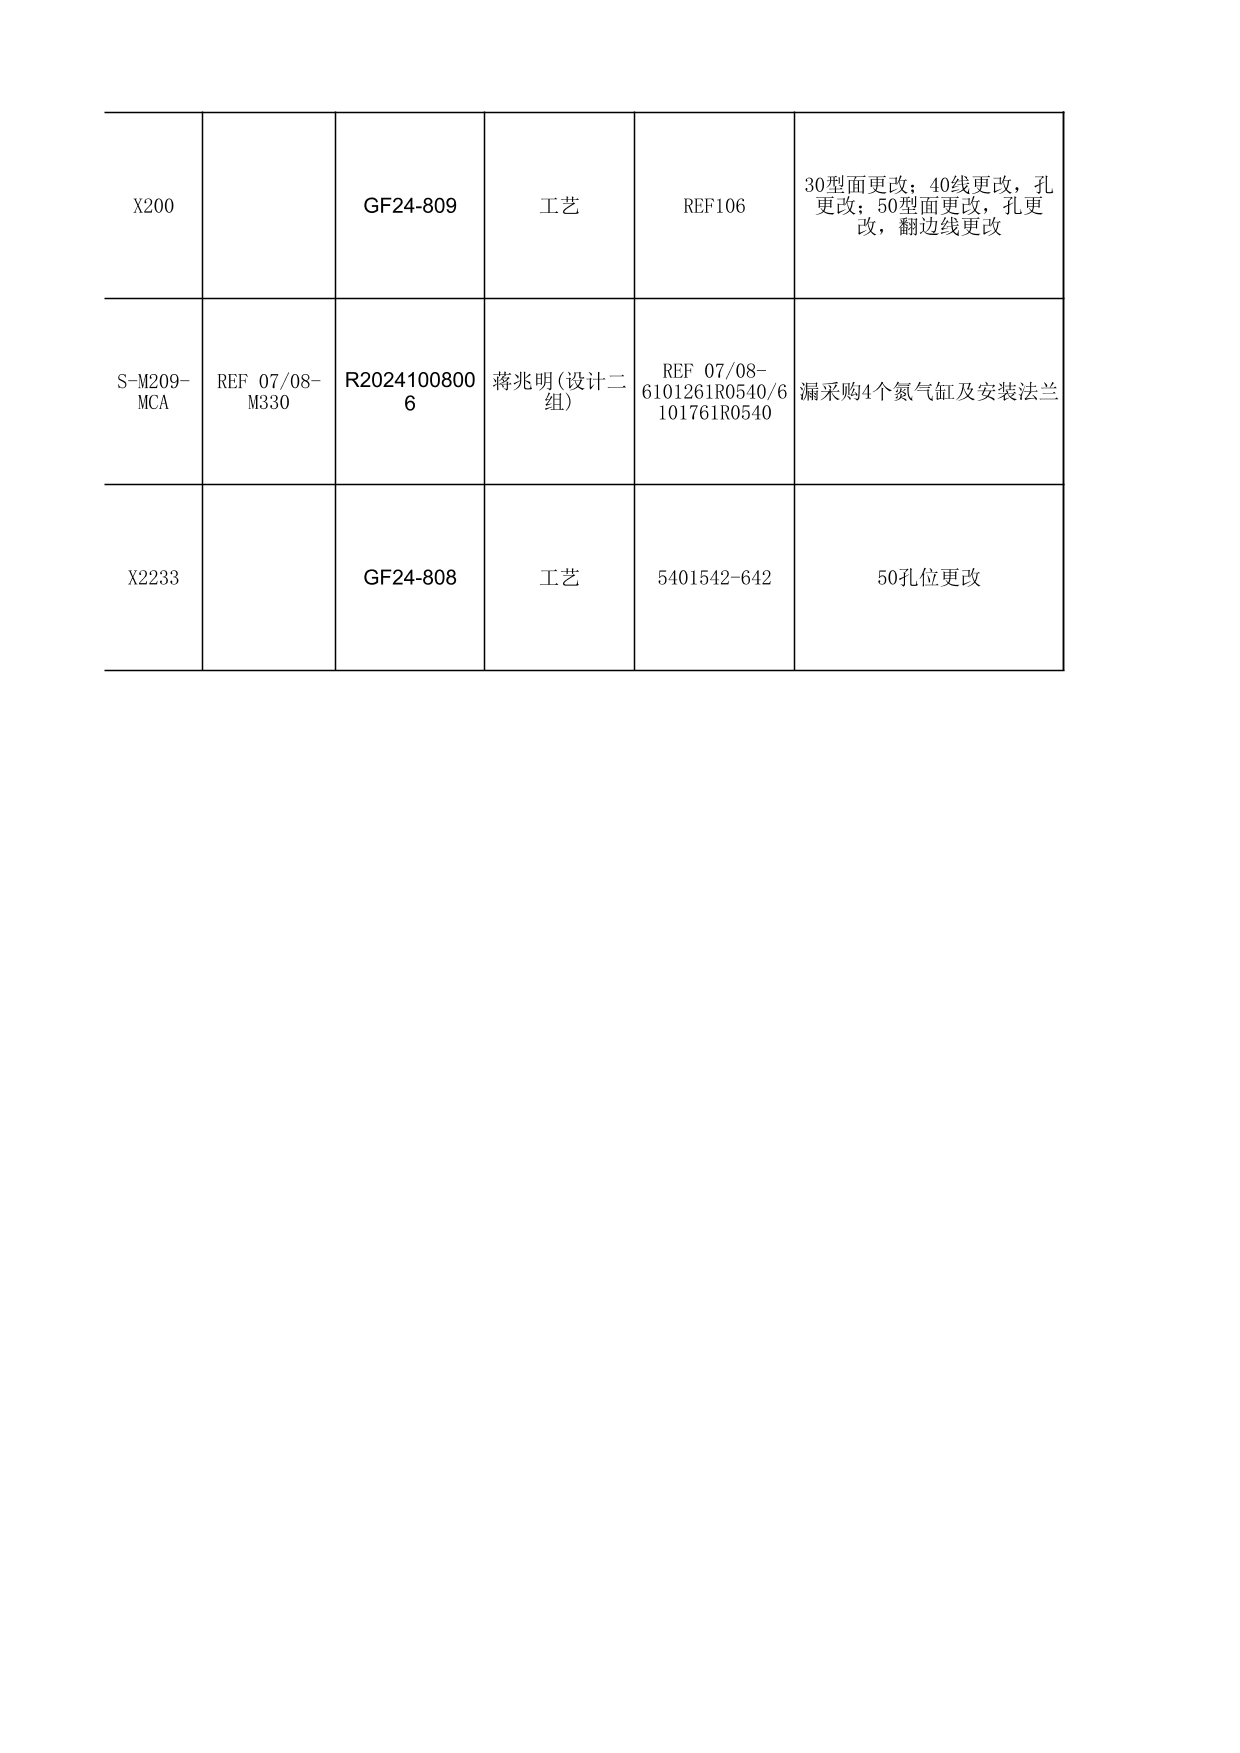 X200
GF24-809
工艺
REF106
30型面更改；40线更改，孔
更改；50型面更改，孔更
改，翻边线更改
S-M209-
MCA
REF 07/08-
M330
R2024100800
6
蒋兆明(设计二
组)
REF 07/08-
6101261R0540/6
101761R0540
漏采购4个氮气缸及安装法兰
X2233
GF24-808
工艺
5401542-642
50孔位更改